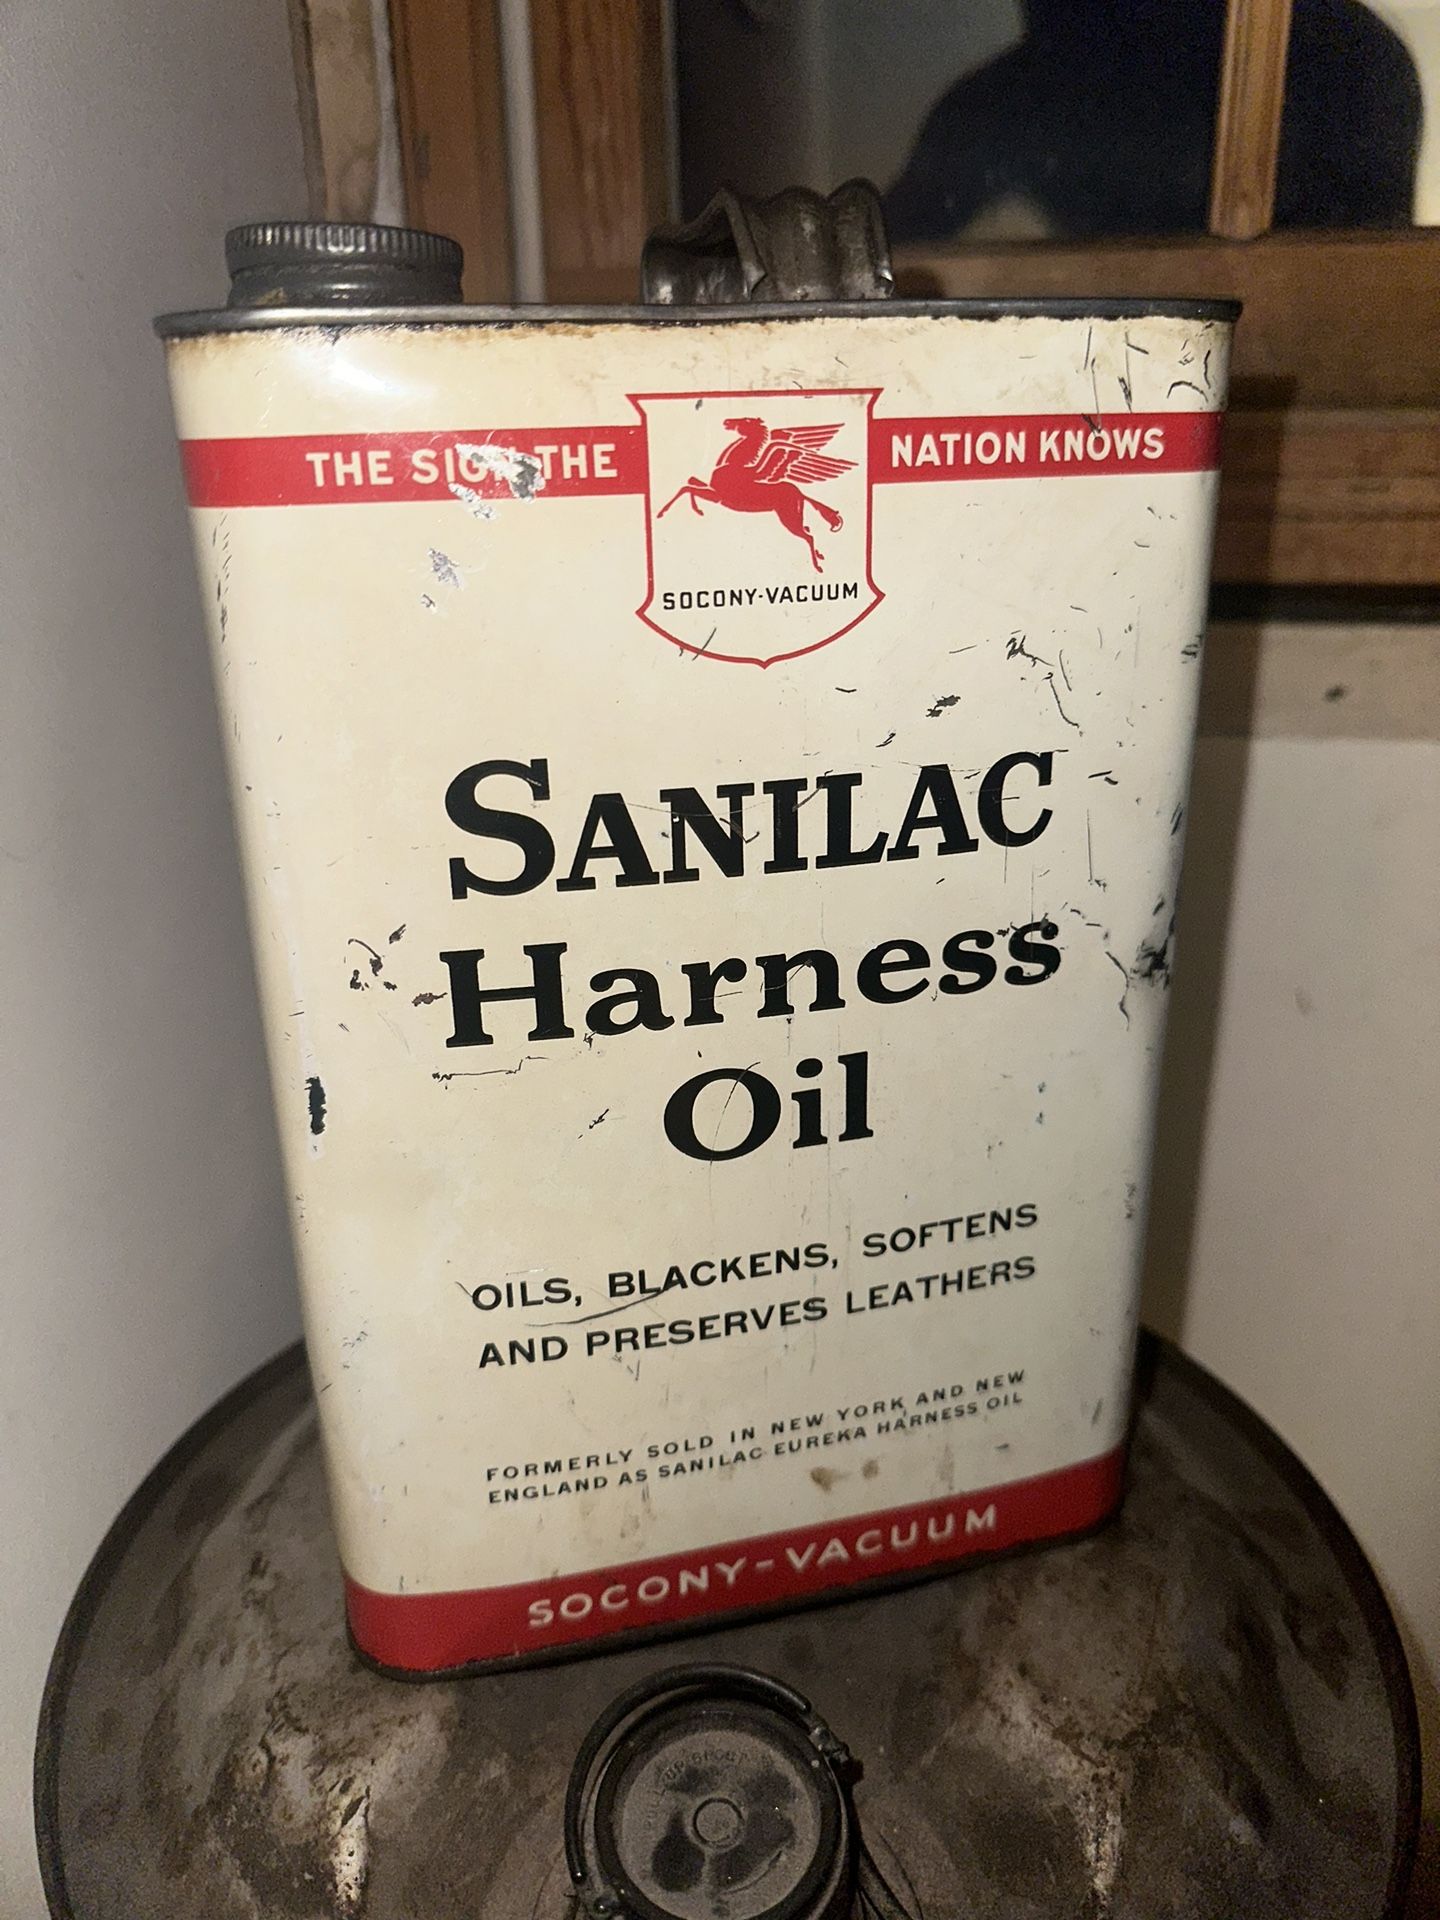 THE SIGN THE NATION KNOWS
SOCONY-VACUUM
SANILAC
Harness
Oil
OILS, BLACKENS, SOFTENS
AND PRESERVES LEATHERS
FORMERLY SOLD IN NEW YORK AND NEW
ENGLAND AS SANILAC EUREKA HARNESS OIL
SOCONY-VACUUM